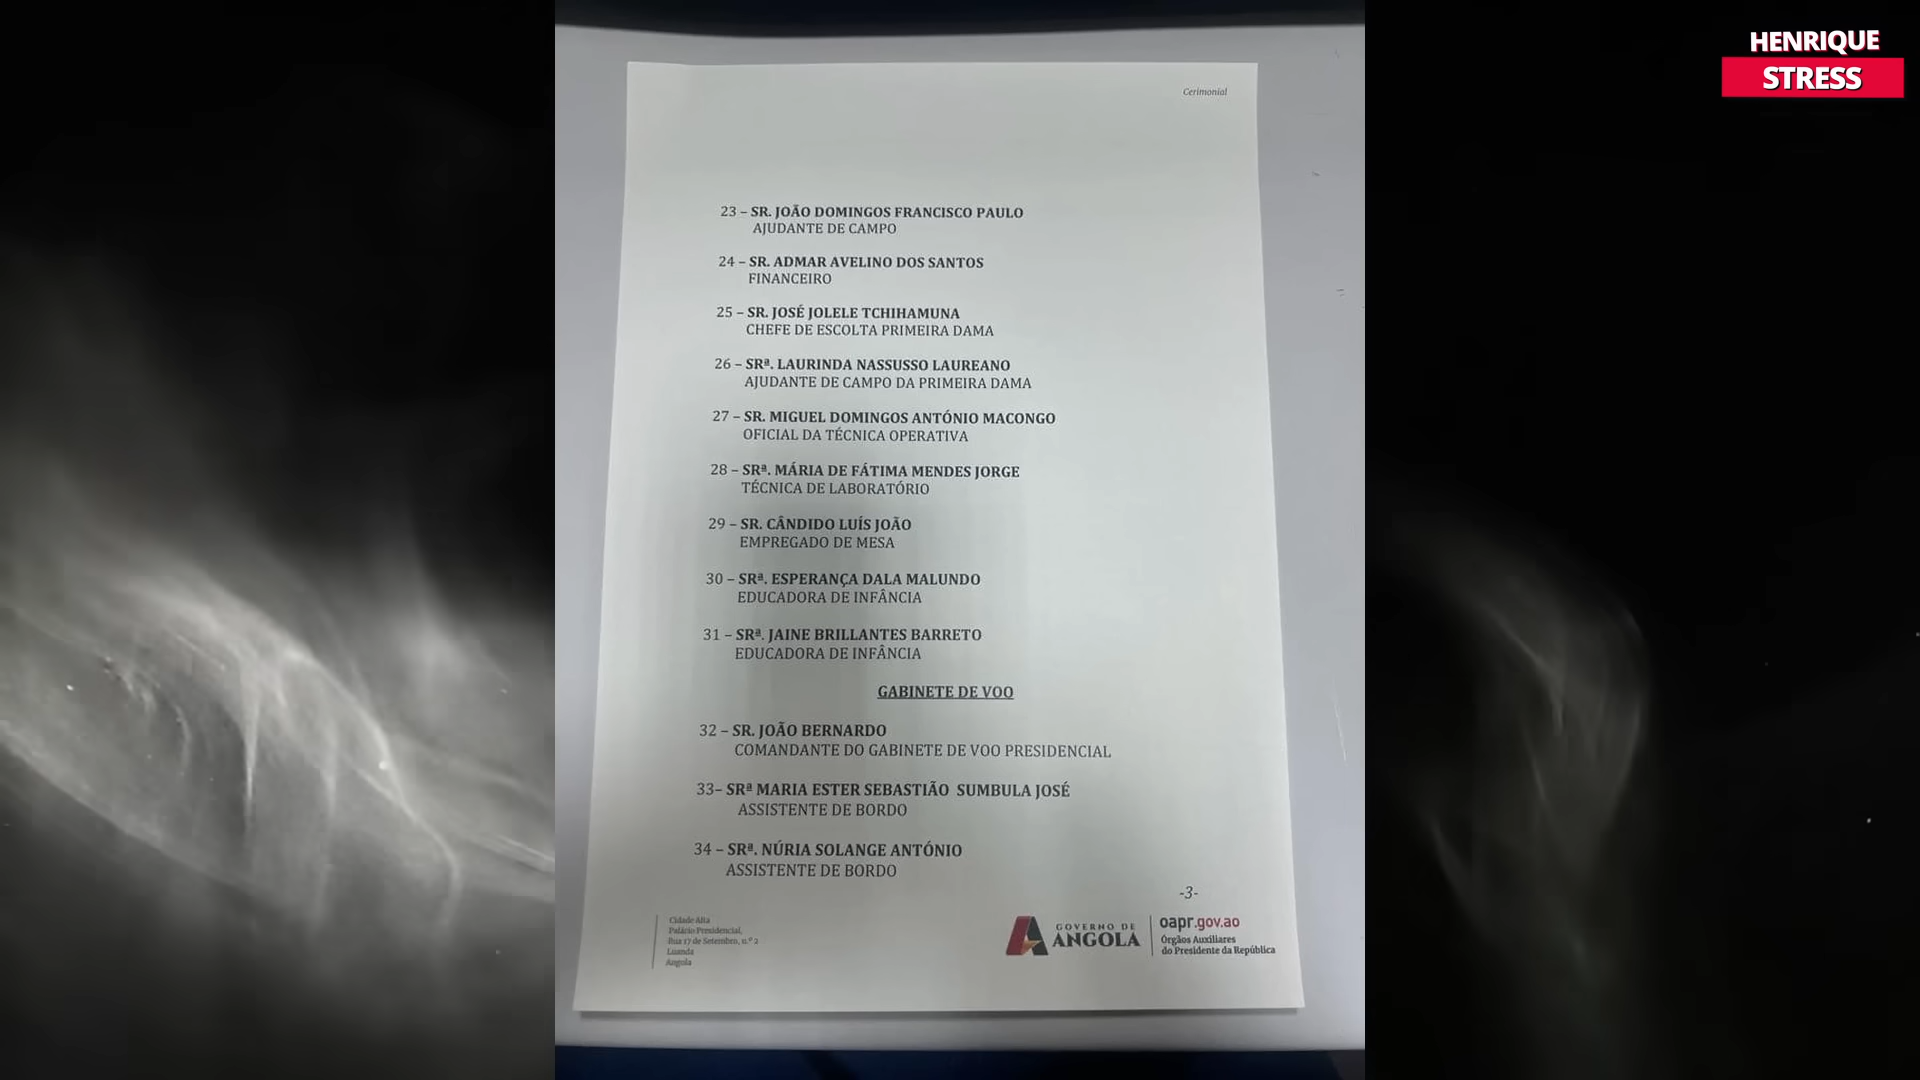 HENRIQUE
STRESS
Cerimonial
23 – SR. JOÃO DOMINGOS FRANCISCO PAULO
AJUDANTE DE CAMPO
24 – SR. ADMAR AVELINO DOS SANTOS
FINANCEIRO
25 – SR. JOSÉ JOLELE TCHIHAMUNA
CHEFE DE ESCOLTA PRIMEIRA DAMA
26 – SRª. LAURINDA NASSUSSO LAUREANO
AJUDANTE DE CAMPO DA PRIMEIRA DAMA
27 – SR. MIGUEL DOMINGOS ANTÓNIO MACONGO
OFICIAL DA TÉCNICA OPERATIVA
28 – SRª. MÁRIA DE FÁTIMA MENDES JORGE
TÉCNICA DE LABORATÓRIO
29 – SR. CÂNDIDO LUÍS JOÃO
EMPREGADO DE MESA
30 – SRª. ESPERANÇA DALA MALUNDO
EDUCADORA DE INFÂNCIA
31 – SRª. JAINE BRILLANTES BARRETO
EDUCADORA DE INFÂNCIA
GABINETE DE VOO
32 – SR. JOÃO BERNARDO
COMANDANTE DO GABINETE DE VOO PRESIDENCIAL
33– SRª MARIA ESTER SEBASTIÃO SUMBULA JOSÉ
ASSISTENTE DE BORDO
34 – SRª. NÚRIA SOLANGE ANTÓNIO
ASSISTENTE DE BORDO
-3-
Cidade Alta
Palácio Presidencial,
Rua 17 de Setembro, n.º 2
Luanda
Angola
GOVERNO DE
ANGOLA
oapr.gov.ao
Órgãos Auxiliares
do Presidente da República